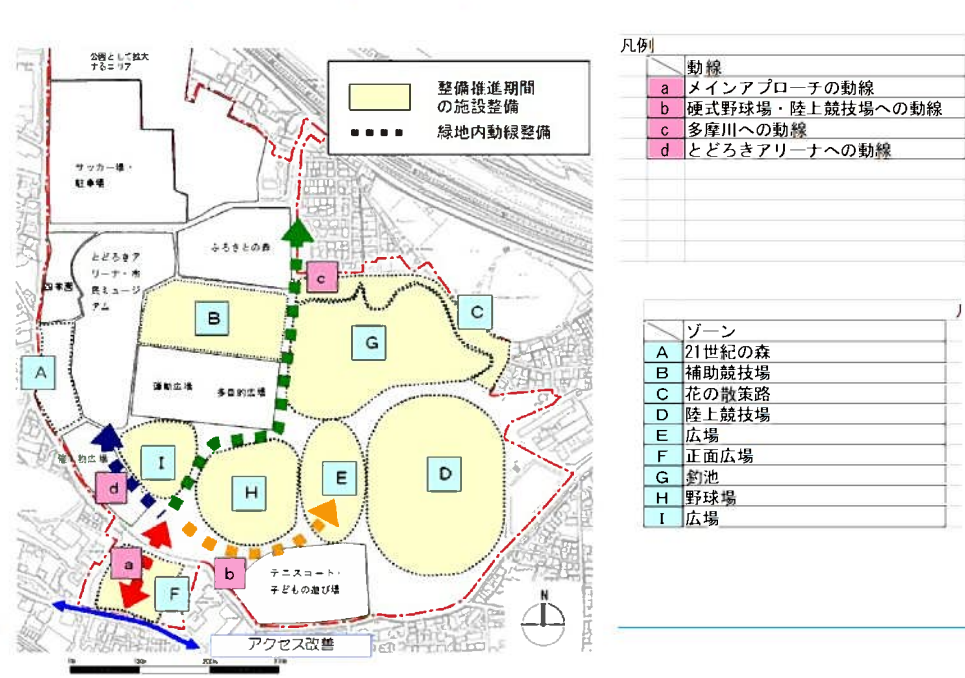 公園として拡大
するエリア
整備推進期間
の施設整備
緑地内動線整備
サッカー場・
駐車場
ふるさとの森
とどろきア
リーナ・市
民ミュージ
アム
四季園
c
B
C
G
A
運動広場
多目的広場
I
H
E
D
d
a
b
F
テニスコート・
子どもの遊び場
N
アクセス改善
凡例
動線
a メインアプローチの動線
b 硬式野球場・陸上競技場への動線
c 多摩川への動線
d とどろきアリーナへの動線
ゾーン
A 21世紀の森
B 補助競技場
C 花の散策路
D 陸上競技場
E 広場
F 正面広場
G 釣池
H 野球場
I 広場